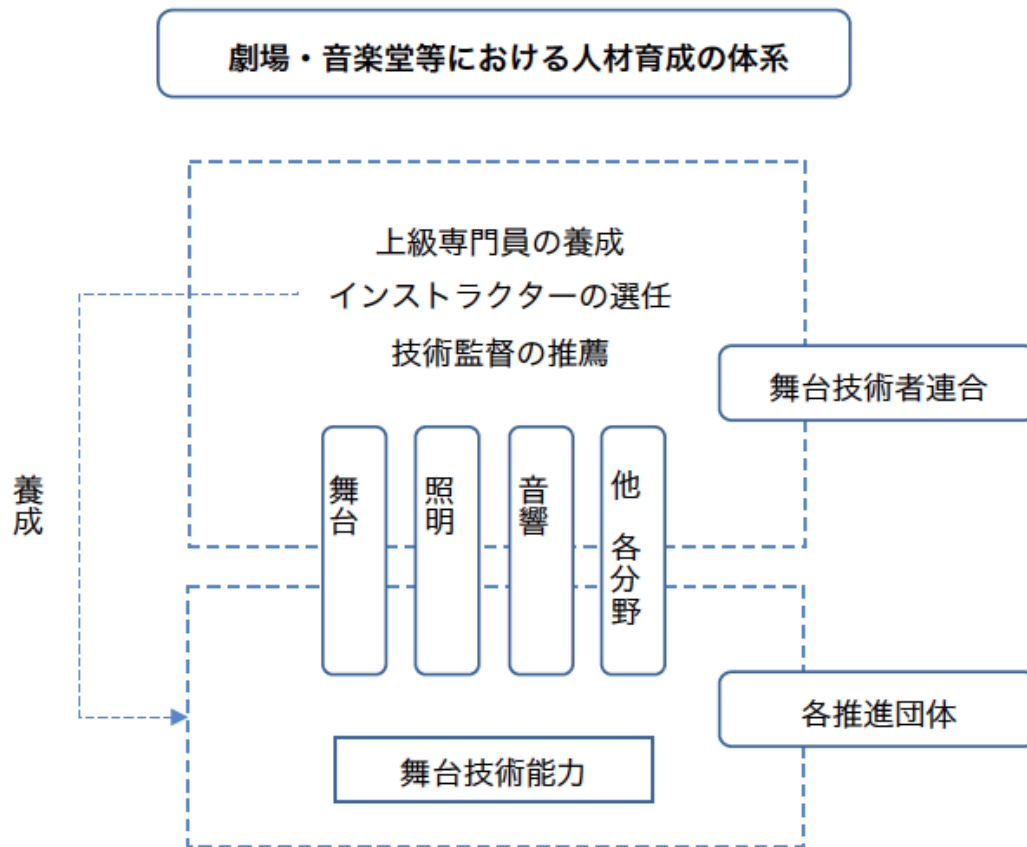 劇場・音楽堂等における人材育成の体系
上級専門員の養成
インストラクターの選任
技術監督の推薦
舞台技術者連合
舞台
照明
音響
他 各分野
養成
各推進団体
舞台技術能力